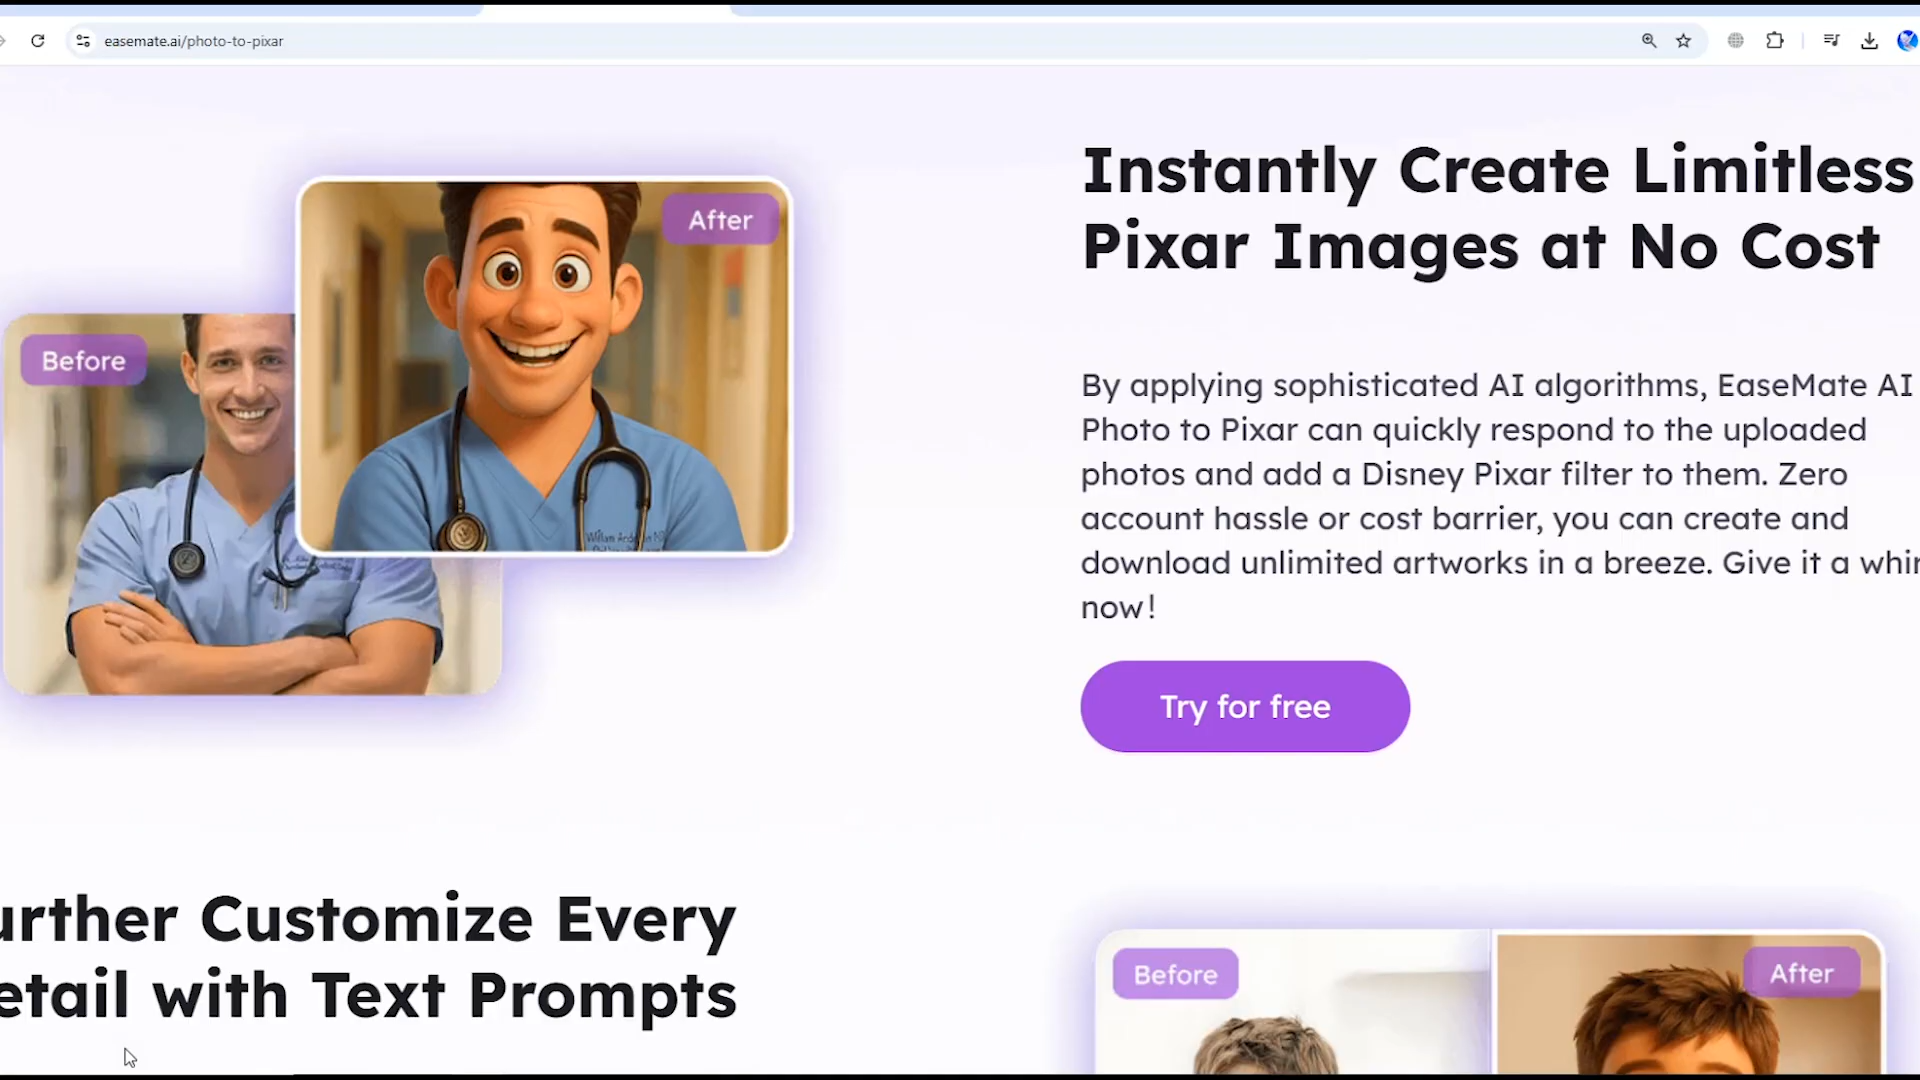 easemate.ai/photo-to-pixar
After
Before
Instantly Create Limitless
Pixar Images at No Cost
By applying sophisticated AI algorithms, EaseMate AI
Photo to Pixar can quickly respond to the uploaded
photos and add a Disney Pixar filter to them. Zero
account hassle or cost barrier, you can create and
download unlimited artworks in a breeze. Give it a whir
now!
Try for free
urther Customize Every
etail with Text Prompts
Before
After